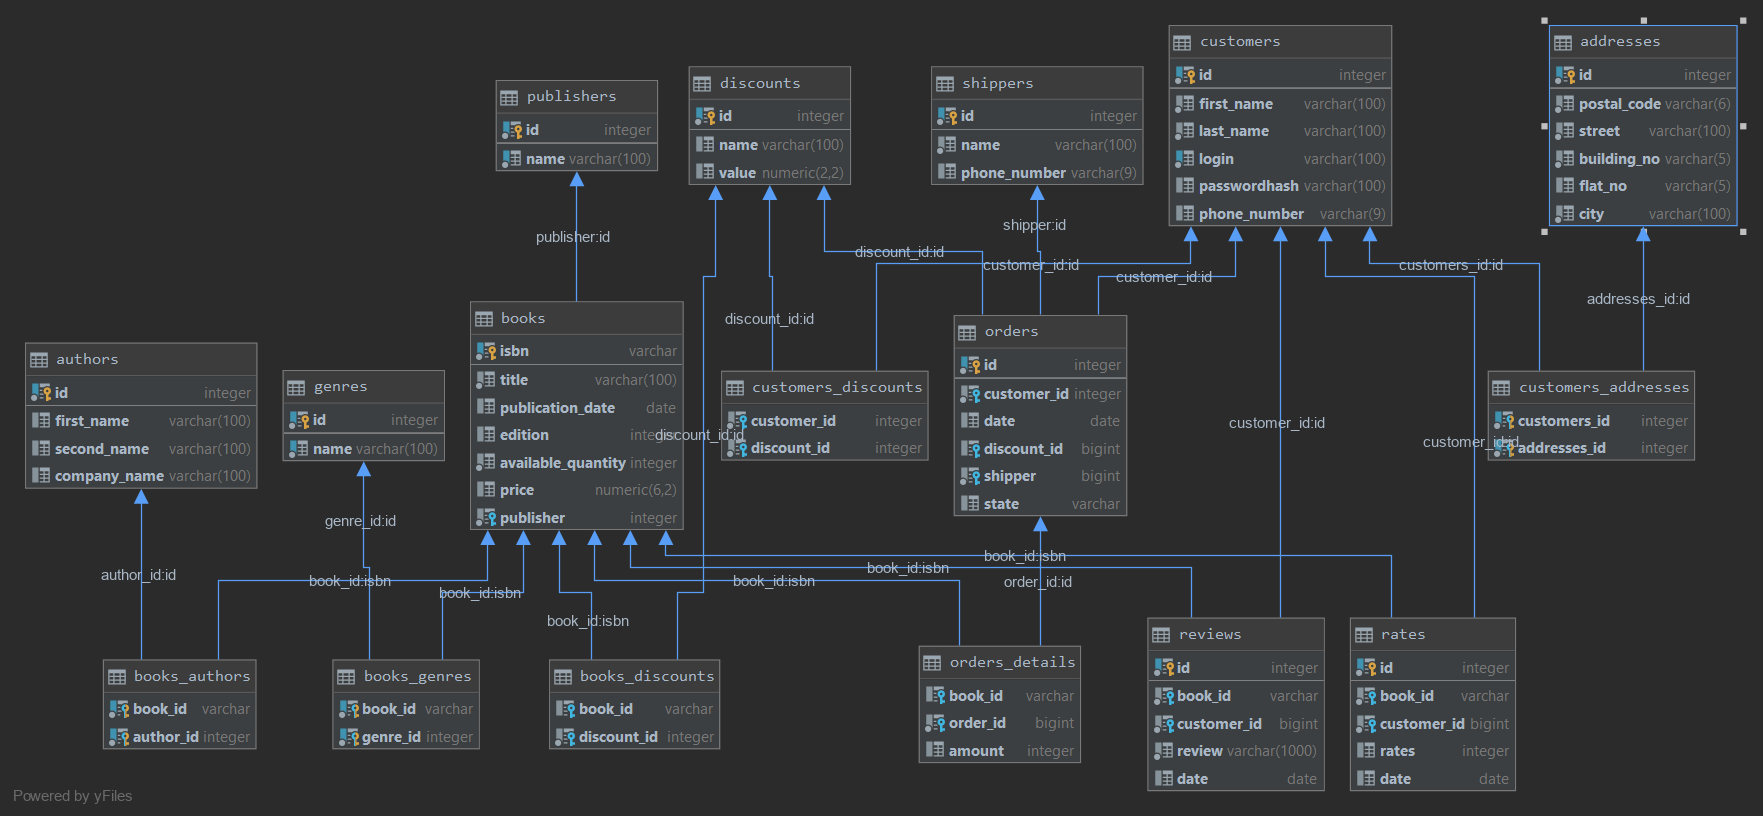 customers
id integer
first_name varchar(100)
last_name varchar(100)
login varchar(100)
passwordhash varchar(100)
phone_number varchar(9)
addresses
id integer
postal_code varchar(6)
street varchar(100)
building_no varchar(5)
flat_no varchar(5)
city varchar(100)
publishers
id integer
name varchar(100)
discounts
id integer
name varchar(100)
value numeric(2,2)
shippers
id integer
name varchar(100)
phone_number varchar(9)
publisher:id
shipper:id
discount_id:id
customer_id:id
customer_id:id
customers_id:id
addresses_id:id
discount_id:id
books
isbn varchar
title varchar(100)
publication_date date
edition integer
available_quantity integer
price numeric(6,2)
publisher integer
orders
id integer
customer_id integer
date date
discount_id bigint
shipper bigint
state varchar
authors
id integer
first_name varchar(100)
second_name varchar(100)
company_name varchar(100)
genres
id integer
name varchar(100)
customers_discounts
customer_id integer
discount_id integer
customers_addresses
customers_id integer
addresses_id integer
discount_id:id
customer_id:id
customer_id:id
genre_id:id
author_id:id
book_id:isbn
book_id:isbn
book_id:isbn
book_id:isbn
book_id:isbn
book_id:isbn
order_id:id
books_authors
book_id varchar
author_id integer
books_genres
book_id varchar
genre_id integer
books_discounts
book_id varchar
discount_id integer
orders_details
book_id varchar
order_id bigint
amount integer
reviews
id integer
book_id varchar
customer_id bigint
review varchar(1000)
date date
rates
id integer
book_id varchar
customer_id bigint
rates integer
date date
Powered by yFiles